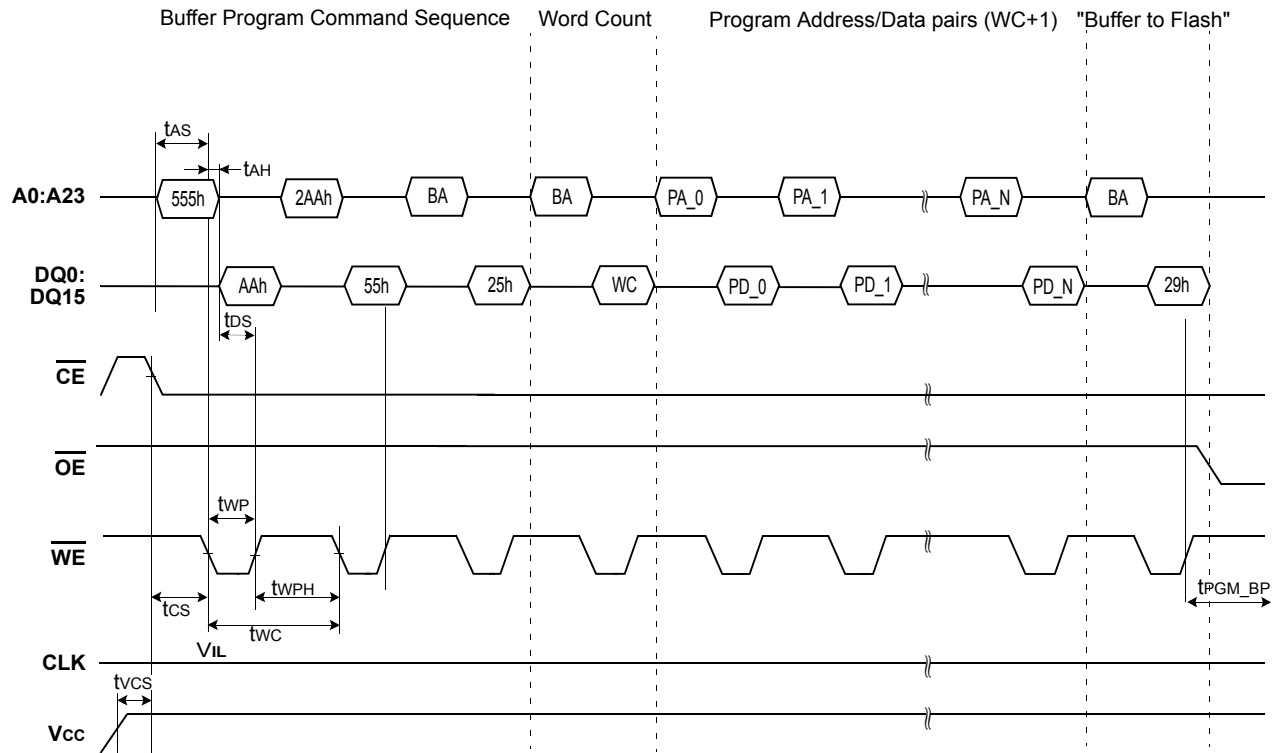 Buffer Program Command Sequence Word Count Program Address/Data pairs (WC+1) "Buffer to Flash"
tAS
tAH
A0:A23 555h 2AAh BA BA PA_0 PA_1 PA_N BA
DQ0:
DQ15
AAh 55h 25h WC PD_0 PD_1 PD_N 29h
tDS
CE
OE
tWP
WE
tWPH
tPGM_BP
tCS
tWC
VIL
CLK
tVCS
Vcc